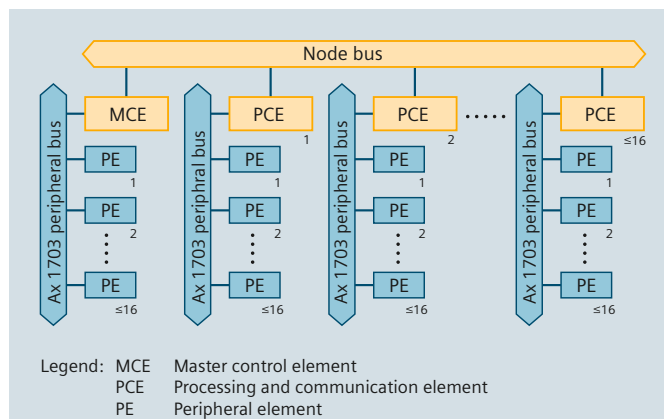 Node bus
MCE
PCE
PCE
PCE
1
2
≤16
Ax 1703 peripheral bus
PE
1
PE
2
PE
≤16
Ax 1703 periphral bus
PE
1
PE
2
PE
≤16
Ax 1703 peripheral bus
PE
1
PE
2
PE
≤16
Ax 1703 peripheral bus
PE
1
PE
2
PE
≤16
Legend: MCE Master control element
PCE Processing and communication element
PE Peripheral element